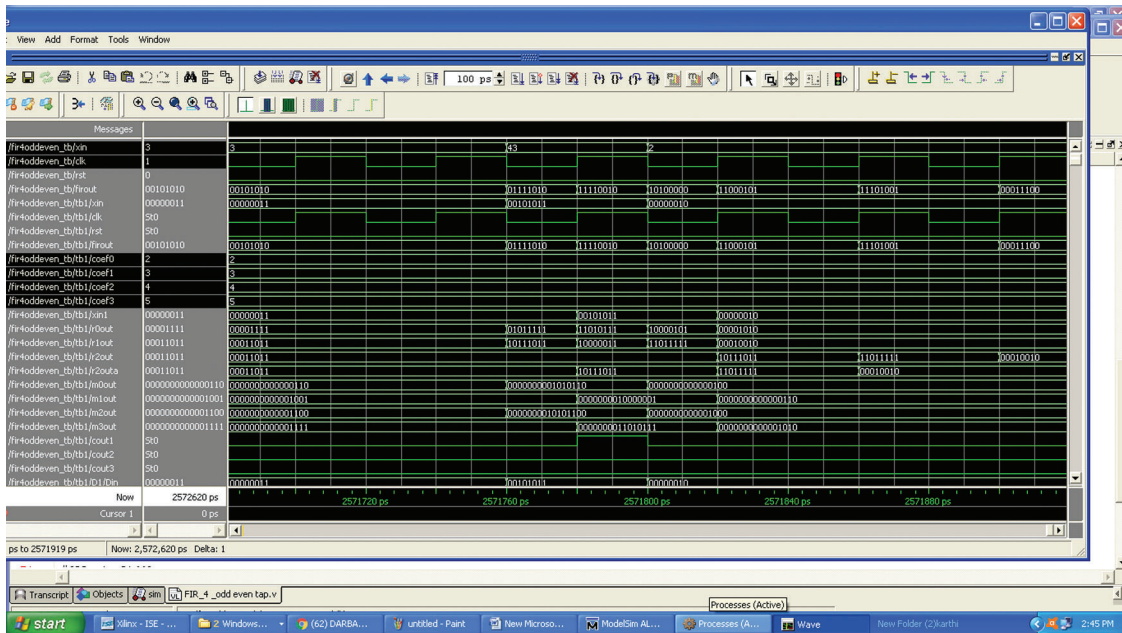 e
View Add Format Tools Window
100 ps
Messages
/fir4oddeven_tb/xin 3 3 43 2
/fir4oddeven_tb/clk 1
/fir4oddeven_tb/rst 0
/fir4oddeven_tb/firout 00101010 00101010 01111010 11110010 10100000 11000101 11101001 00011100
/fir4oddeven_tb/tb1/xin 00000011 00000011 00101011 00000010
/fir4oddeven_tb/tb1/clk St0
/fir4oddeven_tb/tb1/rst St0
/fir4oddeven_tb/tb1/firout 00101010 00101010 01111010 11110010 10100000 11000101 11101001 00011100
/fir4oddeven_tb/tb1/coef0 2 2
/fir4oddeven_tb/tb1/coef1 3 3
/fir4oddeven_tb/tb1/coef2 4 4
/fir4oddeven_tb/tb1/coef3 5 5
/fir4oddeven_tb/tb1/xin1 00000011 00000011 00101011 00000010
/fir4oddeven_tb/tb1/r0out 00001111 00001111 01011111 11010111 10000101 00001010
/fir4oddeven_tb/tb1/r1out 00011011 00011011 10111011 10000011 11011111 00010010
/fir4oddeven_tb/tb1/r2out 00011011 00011011 10111011 11011111 00010010
/fir4oddeven_tb/tb1/r2outa 00011011 00011011 10111011 11011111 00010010
/fir4oddeven_tb/tb1/m0out 0000000000000110 0000000000000110 0000000001010110 0000000000000100
/fir4oddeven_tb/tb1/m1out 0000000000001001 0000000000001001 0000000010000001 0000000000000110
/fir4oddeven_tb/tb1/m2out 0000000000001100 0000000000001100 0000000010101100 0000000000001000
/fir4oddeven_tb/tb1/m3out 0000000000001111 0000000000001111 0000000011010111 0000000000001010
/fir4oddeven_tb/tb1/cout1 St0
/fir4oddeven_tb/tb1/cout2 St0
/fir4oddeven_tb/tb1/cout3 St0
/fir4oddeven_tb/tb1/D1/Din 00000011 00000011 00101011 00000010
Now 2572620 ps 2571720 ps 2571760 ps 2571800 ps 2571840 ps 2571880 ps
Cursor 1 0 ps
ps to 2571919 ps Now: 2,572,620 ps Delta: 1
Transcript Objects sim FIR_4 _odd even tap.v
Processes (Active)
start Xilinx - ISE - ... 2 Windows... (62) DARBA... untitled - Paint New Microso... ModelSim AL... Processes (A... Wave New Folder (2)karthi 2:45 PM